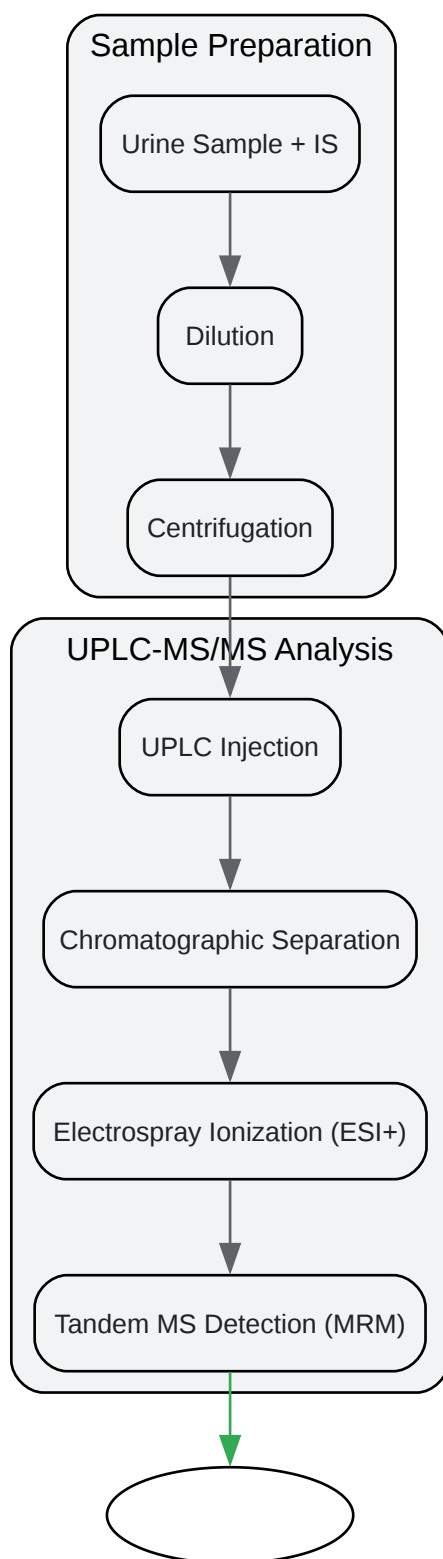 Sample Preparation
Urine Sample + IS
Dilution
Centrifugation
UPLC-MS/MS Analysis
UPLC Injection
Chromatographic Separation
Electrospray Ionization (ESI+)
Tandem MS Detection (MRM)